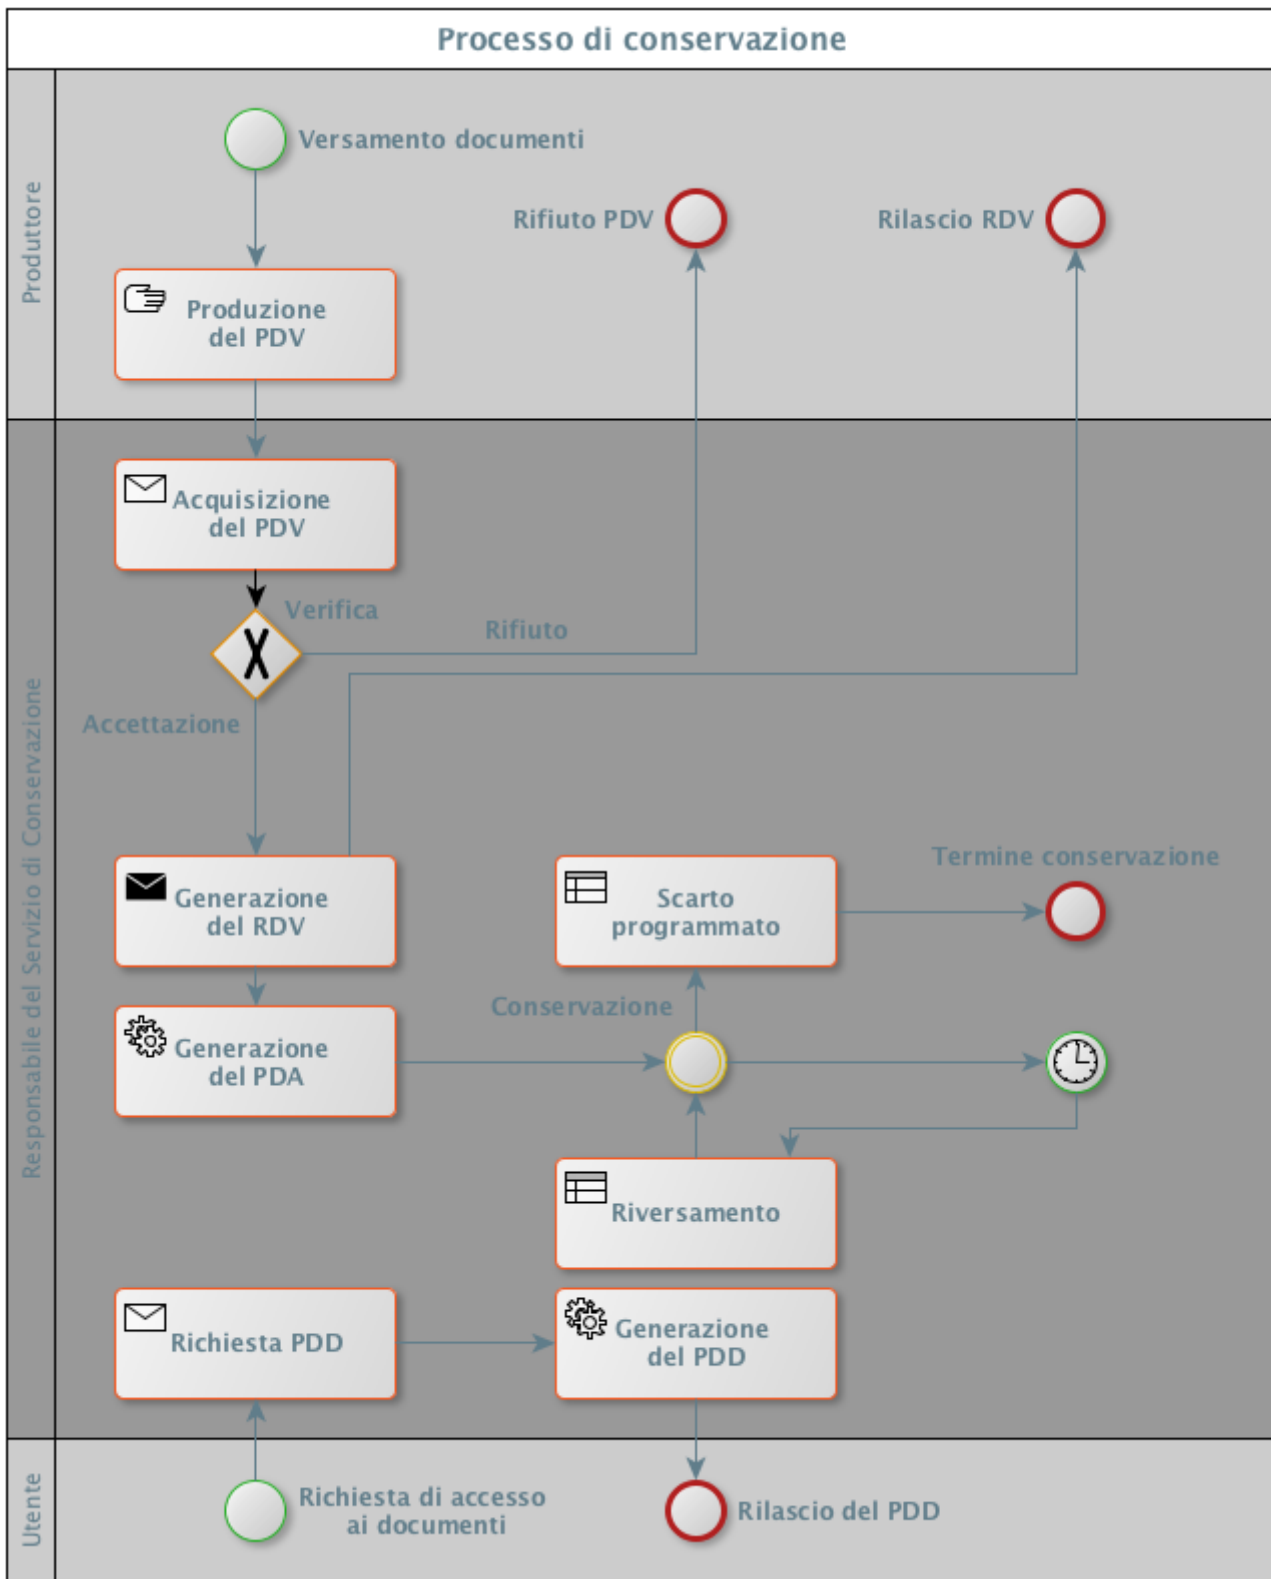 Processo di conservazione
Produttore
Versamento documenti
Rifiuto PDV
Rilascio RDV
Produzione
del PDV
Responsabile del Servizio di Conservazione
Acquisizione
del PDV
Verifica
Rifiuto
Accettazione
Generazione
del RDV
Scarto
programmato
Termine conservazione
Conservazione
Generazione
del PDA
Riversamento
Richiesta PDD
Generazione
del PDD
Utente
Richiesta di accesso
ai documenti
Rilascio del PDD